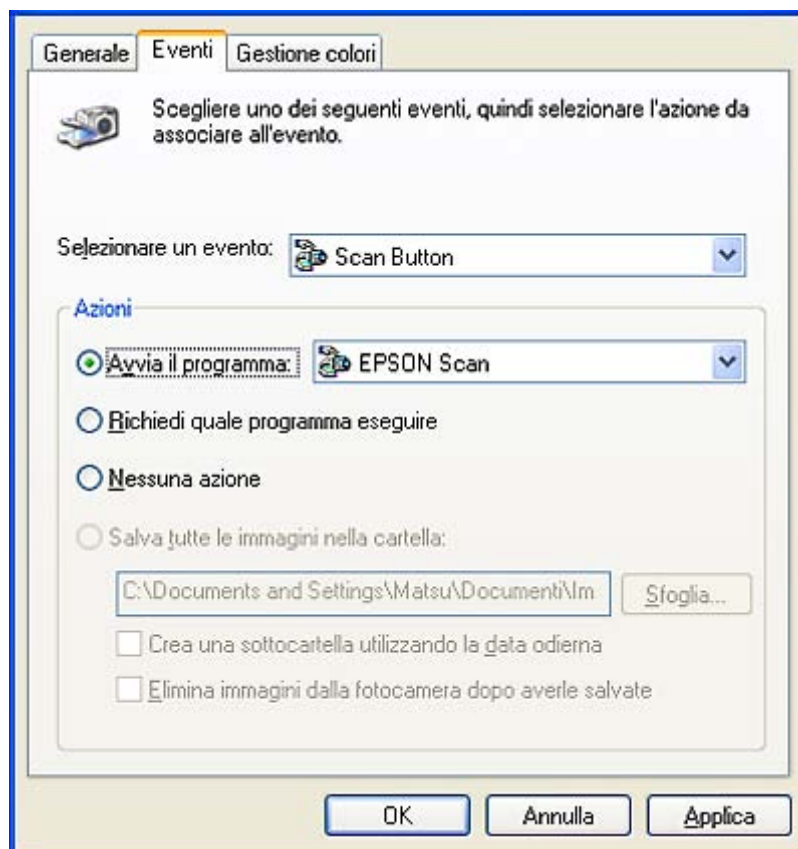 Generale Eventi Gestione colori
Scegliere uno dei seguenti eventi, quindi selezionare l'azione da
associare all'evento.
Selezionare un evento: Scan Button
Azioni
Avvia il programma: EPSON Scan
Richiedi quale programma eseguire
Nessuna azione
Salva tutte le immagini nella cartella:
C:\Documents and Settings\Matsu\Documenti\Im Sfoglia...
Crea una sottocartella utilizzando la data odierna
Elimina immagini dalla fotocamera dopo averle salvate
OK Annulla Applica